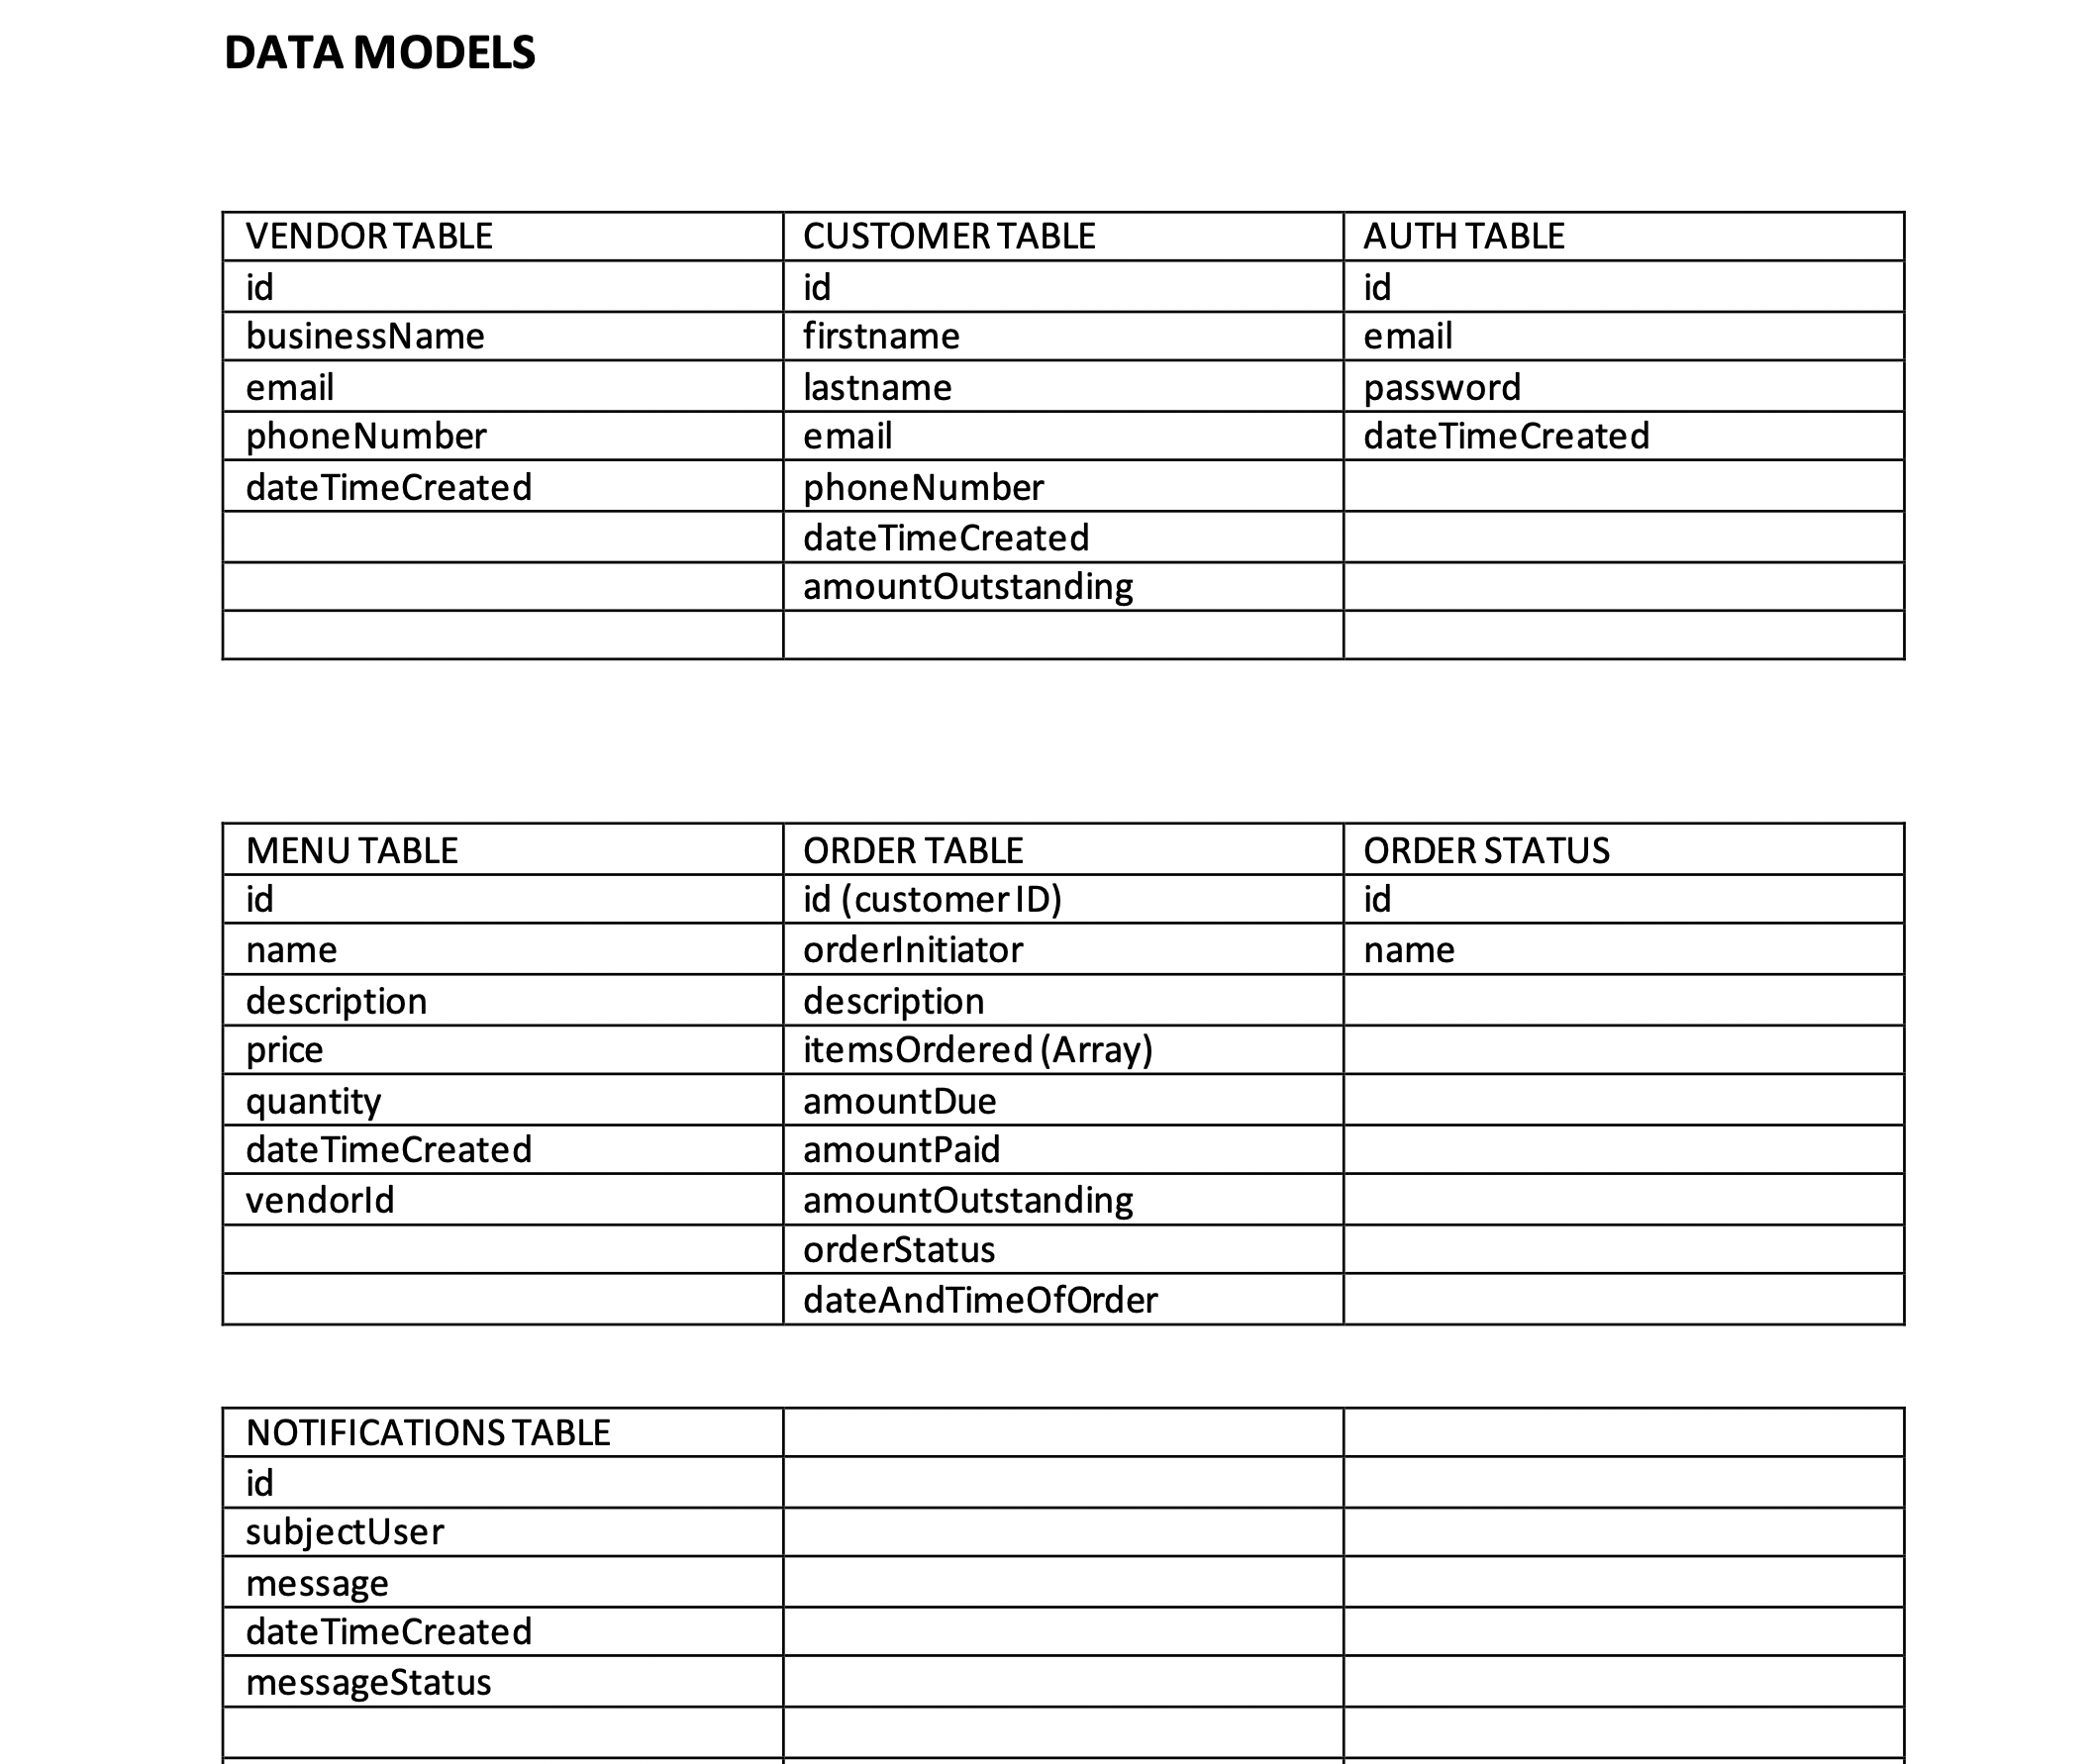 DATA MODELS
VENDOR TABLE CUSTOMER TABLE AUTH TABLE
id id id
businessName firstname email
email lastname password
phoneNumber email dateTimeCreated
dateTimeCreated phoneNumber
dateTimeCreated
amountOutstanding
MENU TABLE ORDER TABLE ORDER STATUS
id id (customer ID) id
name orderInitiator name
description description
price itemsOrdered (Array)
quantity amountDue
dateTimeCreated amountPaid
vendorId amountOutstanding
orderStatus
dateAndTimeOfOrder
NOTIFICATIONS TABLE
id
subjectUser
message
dateTimeCreated
messageStatus